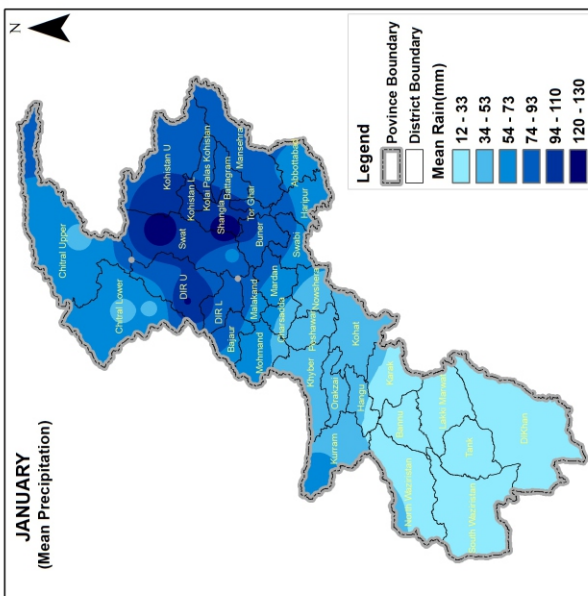 JANUARY
(Mean Precipitation)
N
Chitral Upper
Chitral Lower
Kohistan U
Swat
Kohistan L
Kolai Palas Kohistan
DIR U
Shangla
Battagram
Mansehra
DIR L
Tor Ghar
Bajaur
Buner
Malakand
Abbottabad
Mohmand
Mardan
Swabi
Haripur
Charsadda
Nowshera
Peshawar
Khyber
Kohat
Orakzai
Hangu
Kurram
Karak
North Waziristan
Bannu
Lakki Marwat
South Waziristan
Tank
DIKhan
Legend
Povince Boundary
District Boundary
Mean Rain(mm)
12 - 33
34 - 53
54 - 73
74 - 93
94 - 110
120 - 130